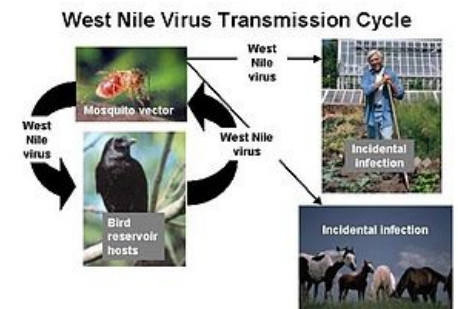 West Nile Virus Transmission Cycle
West
Nile
virus
Mosquito vector
West
Nile
virus
West Nile
virus
Bird
reservoir
hosts
Incidental
infection
Incidental infection